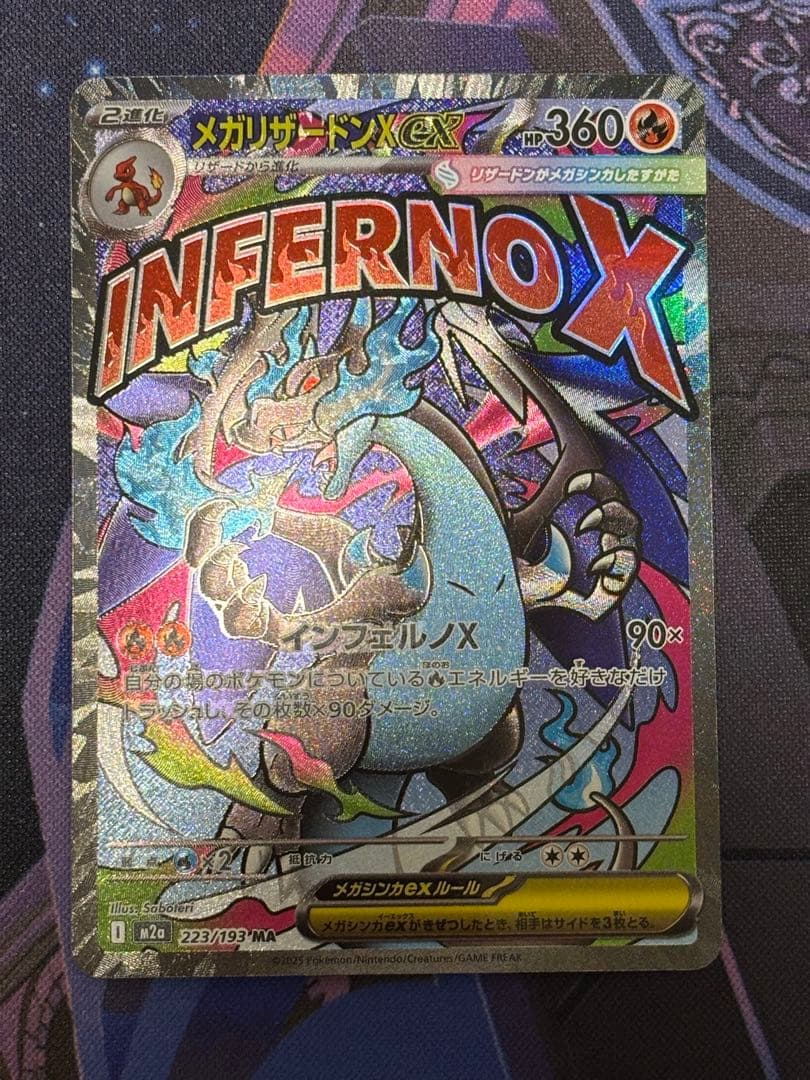 2進化
メガリザードンXex
HP360
リザードから進化
リザードンがメガシンカしたすがた
INFERNO X
インフェルノX 90×
自分の場のポケモンについている エネルギーを好きなだけ
トラッシュし、その枚数×90ダメージ。
弱点 ×2 抵抗力 にげる
メガシンカexルール
メガシンカexがきぜつしたとき、相手はサイドを3枚とる。
Illus. Saboteri
I m2a 223/193 MA
©2025 Pokémon/Nintendo/Creatures/GAME FREAK